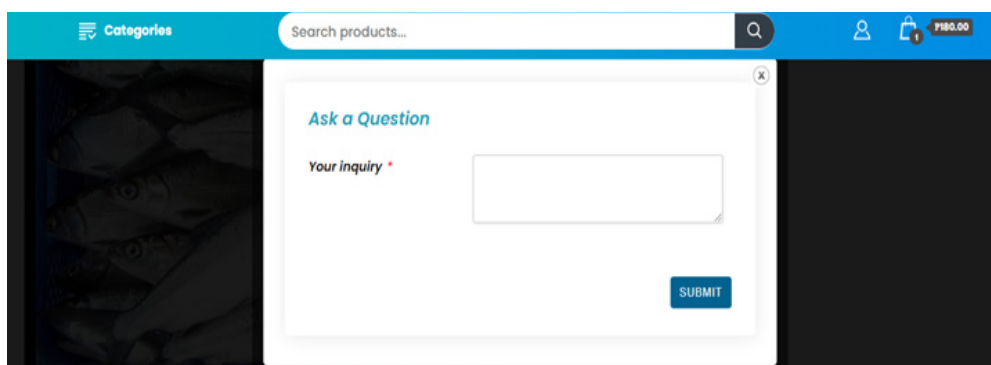 Categories
Search products...
₱180.00
1
X
Ask a Question
Your inquiry *
SUBMIT